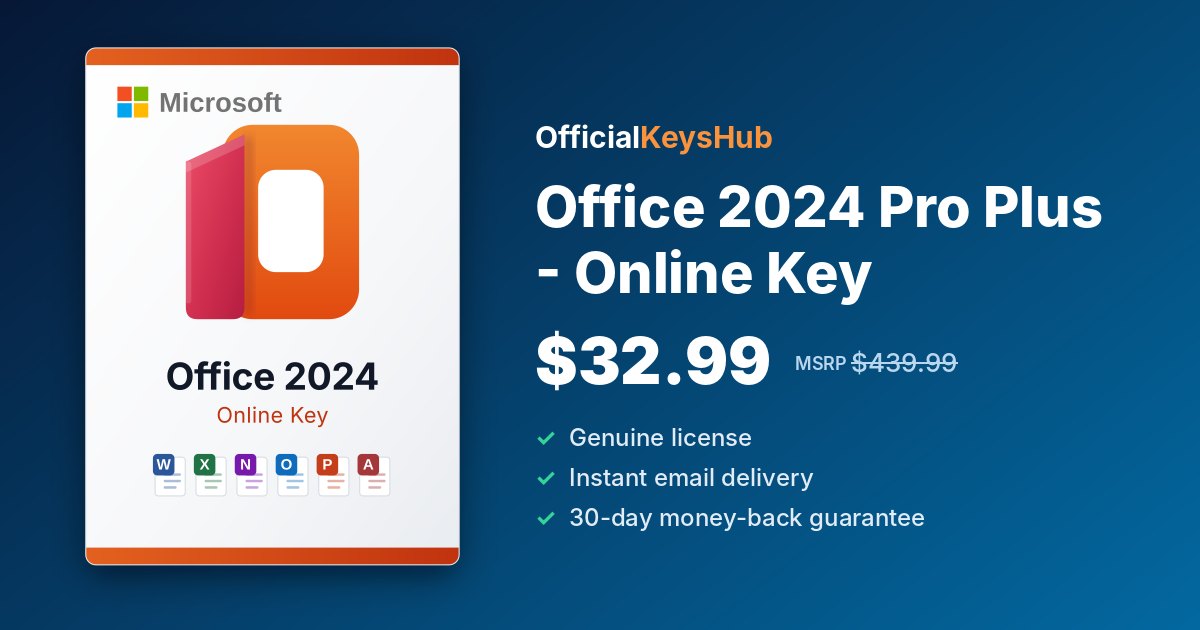 Microsoft
Office 2024
Online Key
W X N O P A
OfficialKeysHub
Office 2024 Pro Plus
- Online Key
$32.99 MSRP $439.99
Genuine license
Instant email delivery
30-day money-back guarantee